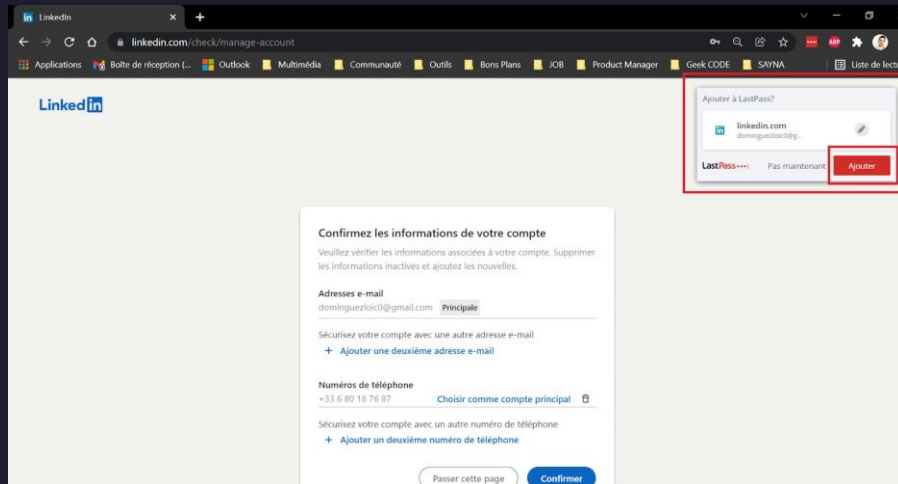 LinkedIn
linkedin.com/check/manage-account
Applications Boîte de réception (... Outlook Multimédia Communauté Outils Bons Plans JOB Product Manager Geek CODE SAYNA Liste de lectu
LinkedIn
Ajouter à LastPass?
linkedin.com
dominguezloic0@g...
LastPass Pas maintenant Ajouter
Confirmez les informations de votre compte
Veuillez vérifier les informations associées à votre compte. Supprimer
les informations inactives et ajoutez les nouvelles.
Adresses e-mail
dominguezloic0@gmail.com Principale
Sécurisez votre compte avec une autre adresse e-mail
+ Ajouter une deuxième adresse e-mail
Numéros de téléphone
+33 6 80 18 76 87 Choisir comme compte principal
Sécurisez votre compte avec un autre numéro de téléphone
+ Ajouter un deuxième numéro de téléphone
Passer cette page Confirmer